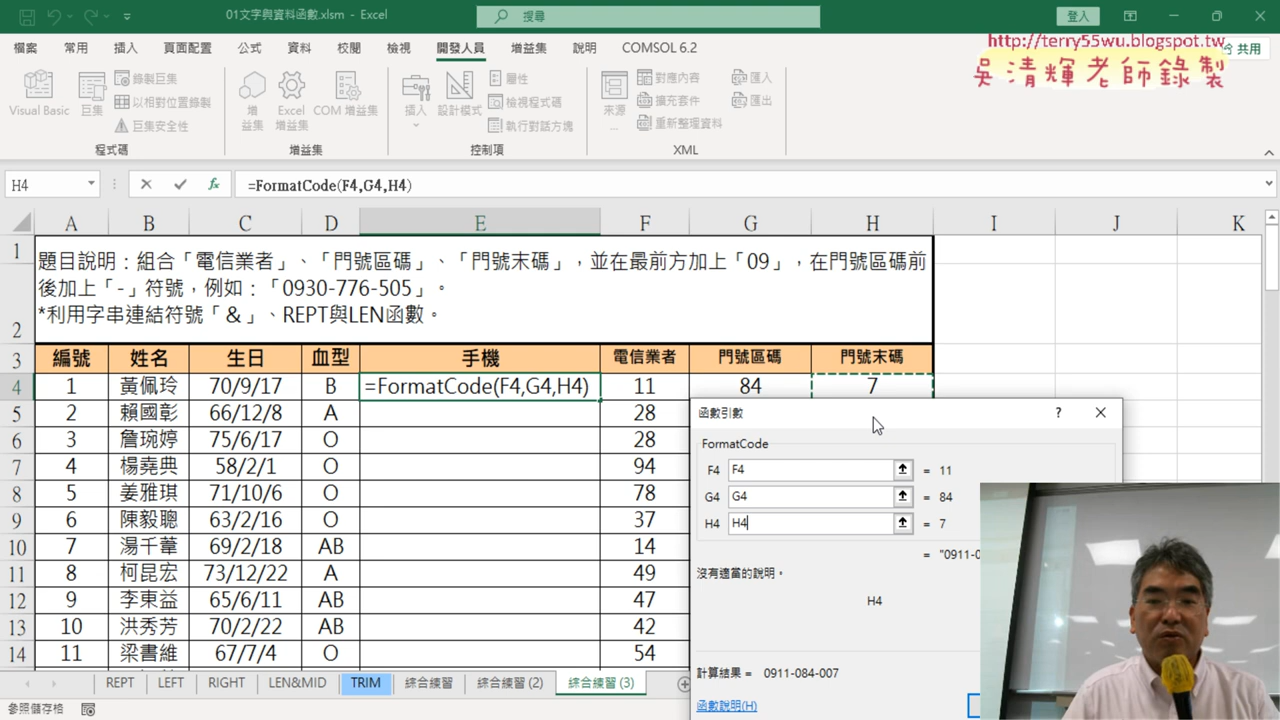 01文字與資料函數.xlsm - Excel
搜尋
登入
檔案 常用 插入 頁面配置 公式 資料 校閱 檢視 開發人員 增益集 說明 COMSOL 6.2
共用
http://terry55wu.blogspot.tw
吳清輝老師錄製
Visual Basic 巨集 錄製巨集 以相對位置錄製 巨集安全性
程式碼
增益集 Excel 增益集 COM 增益集
增益集
插入 設計模式 屬性 檢視程式碼 執行對話方塊
控制項
來源... 對應內容 擴充套件 重新整理資料 匯入 匯出
XML
H4 =FormatCode(F4,G4,H4)
A B C D E F G H I J K
1 題目說明：組合「電信業者」、「門號區碼」、「門號末碼」，並在最前方加上「09」，在門號區碼前
後加上「-」符號，例如：「0930-776-505」。
2 *利用字串連結符號「&」、REPT與LEN函數。
3 編號 姓名 生日 血型 手機 電信業者 門號區碼 門號末碼
4 1 黃佩玲 70/9/17 B =FormatCode(F4,G4,H4) 11 84 7
5 2 賴國彰 66/12/8 A 28
6 3 詹琬婷 75/6/17 O 28
7 4 楊堯典 58/2/1 O 94
8 5 姜雅琪 71/10/6 O 78
9 6 陳毅聰 63/2/16 O 37
10 7 湯千葦 69/2/18 AB 14
11 8 柯昆宏 73/12/22 A 49
12 9 李東益 65/6/11 AB 47
13 10 洪秀芳 70/2/22 AB 42
14 11 梁書維 67/7/4 O 54
函數引數 ?
FormatCode
F4 F4 = 11
G4 G4 = 84
H4 H4 = 7
= "0911-0
沒有適當的說明。
H4
計算結果 = 0911-084-007
函數說明(H)
REPT LEFT RIGHT LEN&MID TRIM 綜合練習 綜合練習 (2) 綜合練習 (3)
參照儲存格